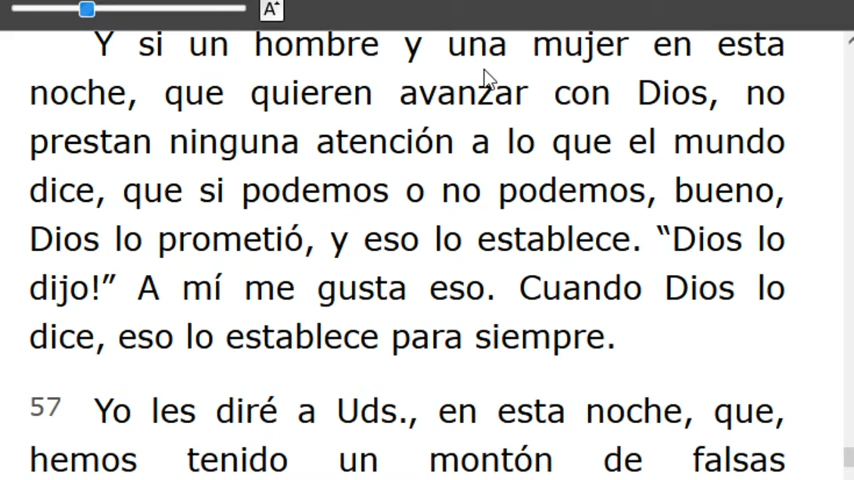 A
Y si un hombre y una mujer en esta
noche, que quieren avanzar con Dios, no
prestan ninguna atención a lo que el mundo
dice, que si podemos o no podemos, bueno,
Dios lo prometió, y eso lo establece. “Dios lo
dijo!” A mí me gusta eso. Cuando Dios lo
dice, eso lo establece para siempre.
57 Yo les diré a Uds., en esta noche, que,
hemos tenido un montón de falsas